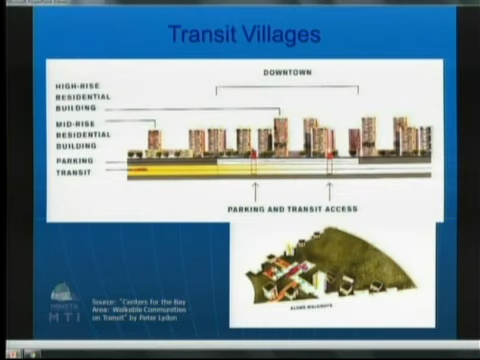 Transit Villages
DOWNTOWN
HIGH-RISE
RESIDENTIAL
BUILDING
MID-RISE
RESIDENTIAL
BUILDING
PARKING
TRANSIT
PARKING AND TRANSIT ACCESS
MINETA
MTI
Source: "Centers for the Bay
Area: Walkable Communities
on Transit" by Peter Lydon